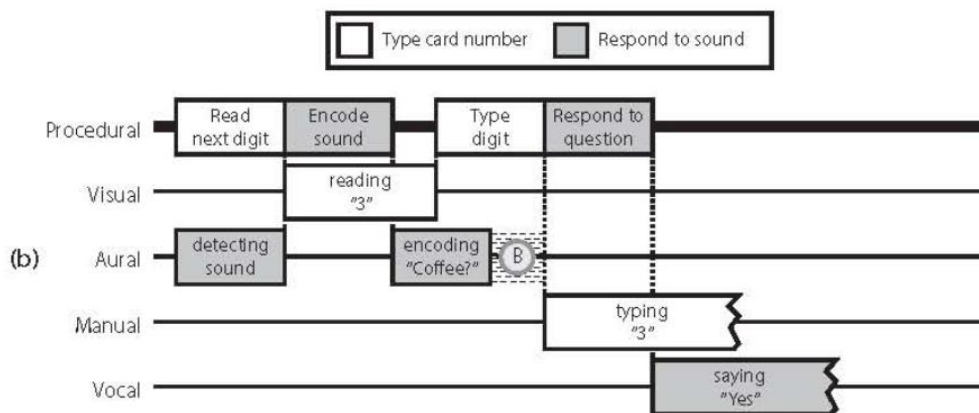 Type card number
Respond to sound
Procedural
Read
next digit
Encode
sound
Type
digit
Respond to
question
Visual
reading
"3"
(b)
Aural
detecting
sound
encoding
"Coffee?"
B
Manual
typing
"3"
Vocal
saying
"Yes"